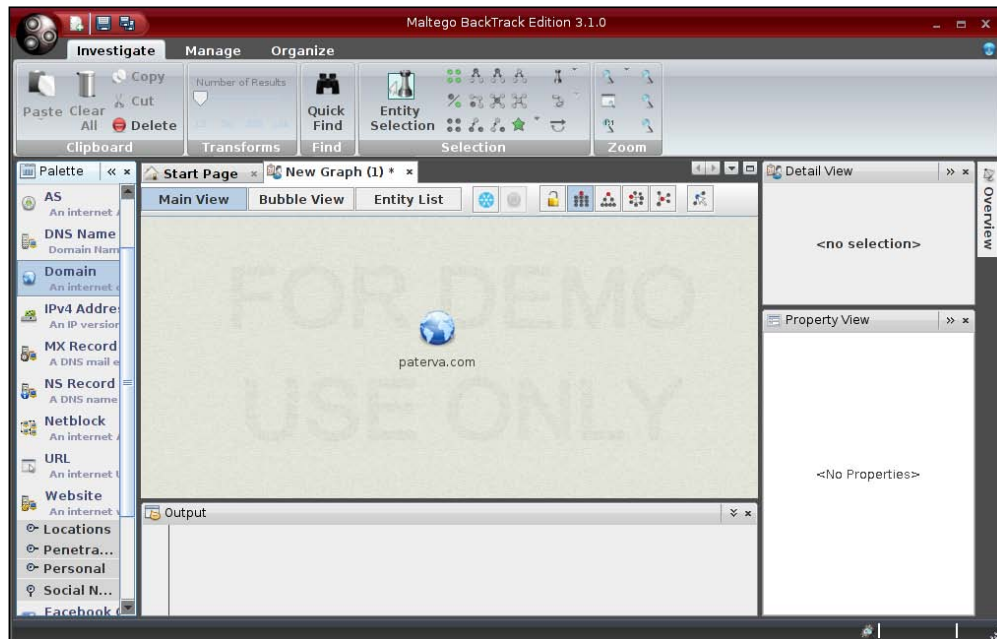 Maltego BackTrack Edition 3.1.0
Investigate Manage Organize
Paste
Clear All
Copy
Cut
Delete
Clipboard
Number of Results
Transforms
Quick Find
Find
Entity Selection
Selection
Zoom
Palette
Start Page
New Graph (1) *
Detail View
Overview
AS
An internet
DNS Name
Domain Nam
Domain
An internet
IPv4 Addre
An IP version
MX Record
A DNS mail e
NS Record
A DNS name
Netblock
An internet
URL
An internet
Website
An internet
Locations
Penetra...
Personal
Social N...
Facebook
Main View Bubble View Entity List
FOR DEMO
USE ONLY
paterva.com
Output
<no selection>
Property View
<No Properties>